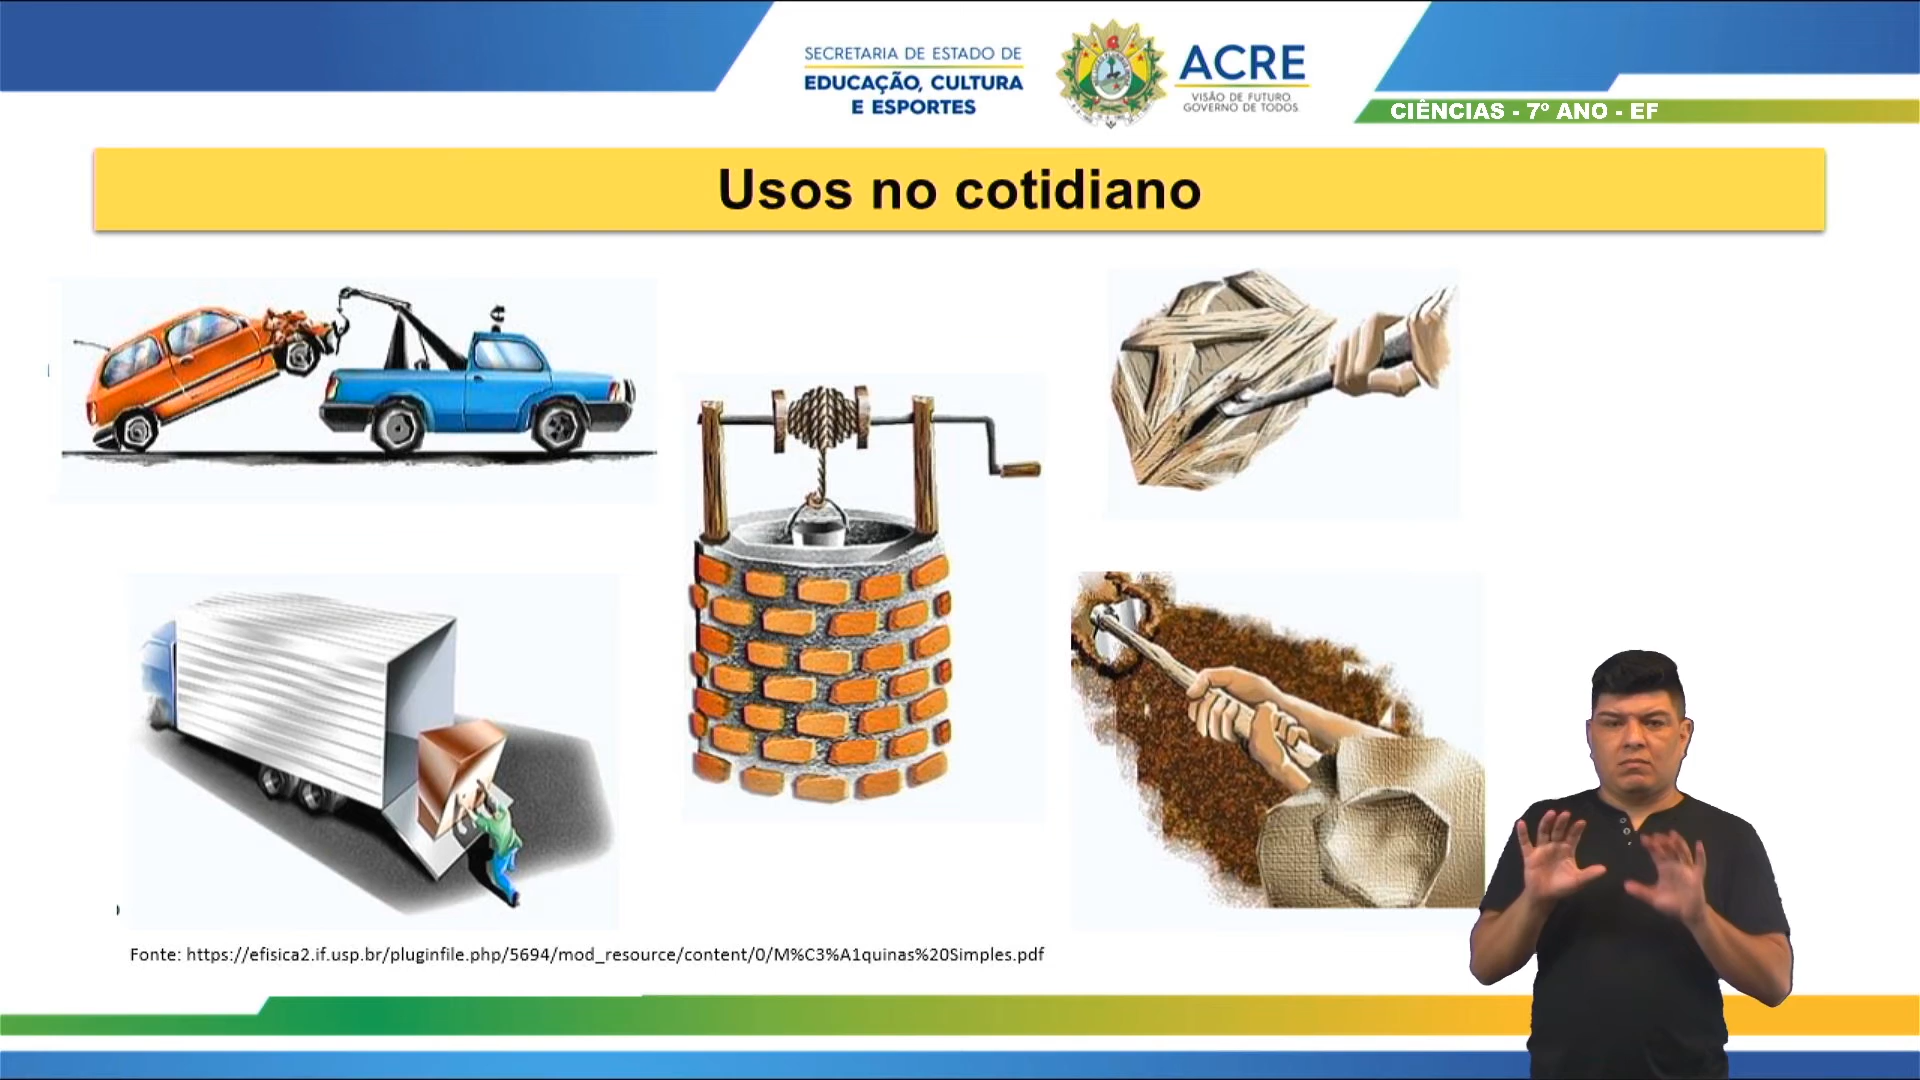 SECRETARIA DE ESTADO DE
EDUCAÇÃO, CULTURA
E ESPORTES
ACRE
VISÃO DE FUTURO
GOVERNO DE TODOS
CIÊNCIAS - 7º ANO - EF
Usos no cotidiano
Fonte: https://efisica2.if.usp.br/pluginfile.php/5694/mod_resource/content/0/M%C3%A1quinas%20Simples.pdf